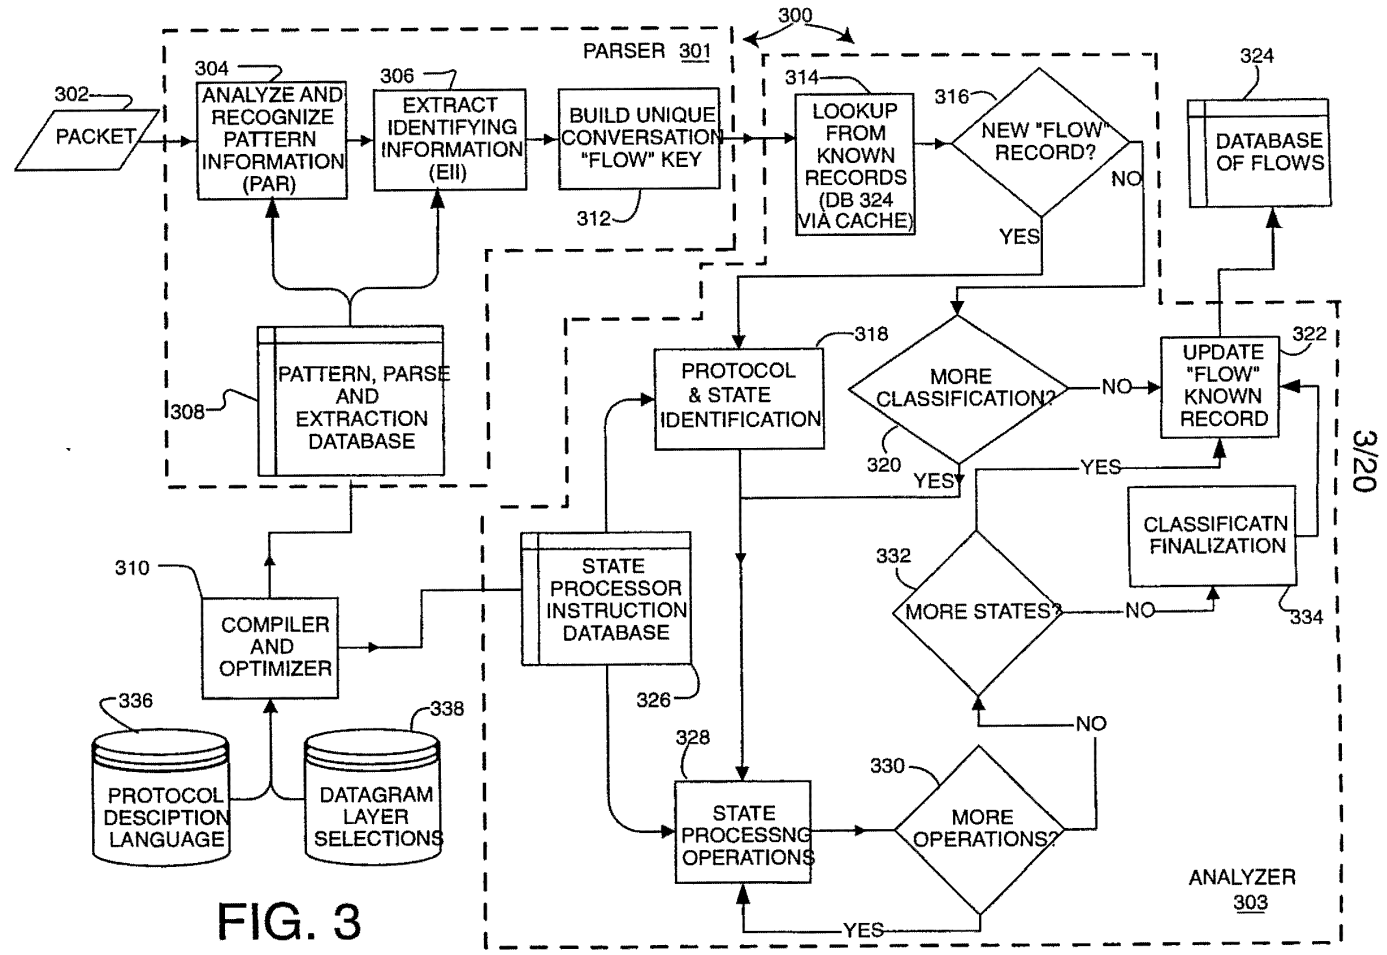 300
PARSER 301
302
PACKET
304
ANALYZE AND
RECOGNIZE
PATTERN
INFORMATION
(PAR)
306
EXTRACT
IDENTIFYING
INFORMATION
(EII)
BUILD UNIQUE
CONVERSATION
"FLOW" KEY
312
314
LOOKUP
FROM
KNOWN
RECORDS
(DB 324
VIA CACHE)
316
NEW "FLOW"
RECORD?
NO
YES
324
DATABASE
OF FLOWS
308
PATTERN, PARSE
AND
EXTRACTION
DATABASE
318
PROTOCOL
& STATE
IDENTIFICATION
MORE
CLASSIFICATION?
320
NO
YES
322
UPDATE
"FLOW"
KNOWN
RECORD
3/20
YES
CLASSIFICATN
FINALIZATION
334
332
MORE STATES?
NO
310
COMPILER
AND
OPTIMIZER
STATE
PROCESSOR
INSTRUCTION
DATABASE
326
336
PROTOCOL
DESCIPTION
LANGUAGE
338
DATAGRAM
LAYER
SELECTIONS
328
STATE
PROCESSNG
OPERATIONS
330
MORE
OPERATIONS?
NO
YES
ANALYZER
303
FIG. 3